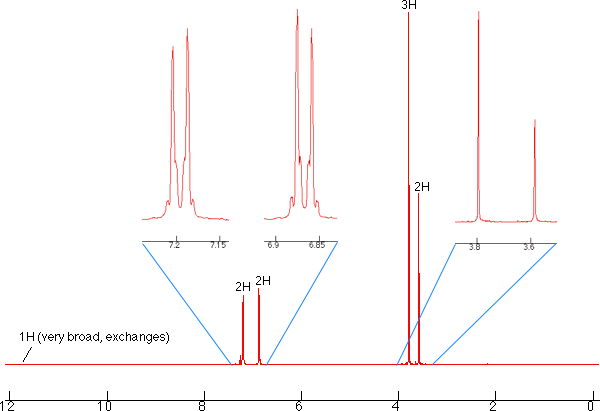 3H
2H
7.2 7.15
6.9 6.85
3.8 3.6
2H 2H
1H (very broad, exchanges)
12 10 8 6 4 2 0